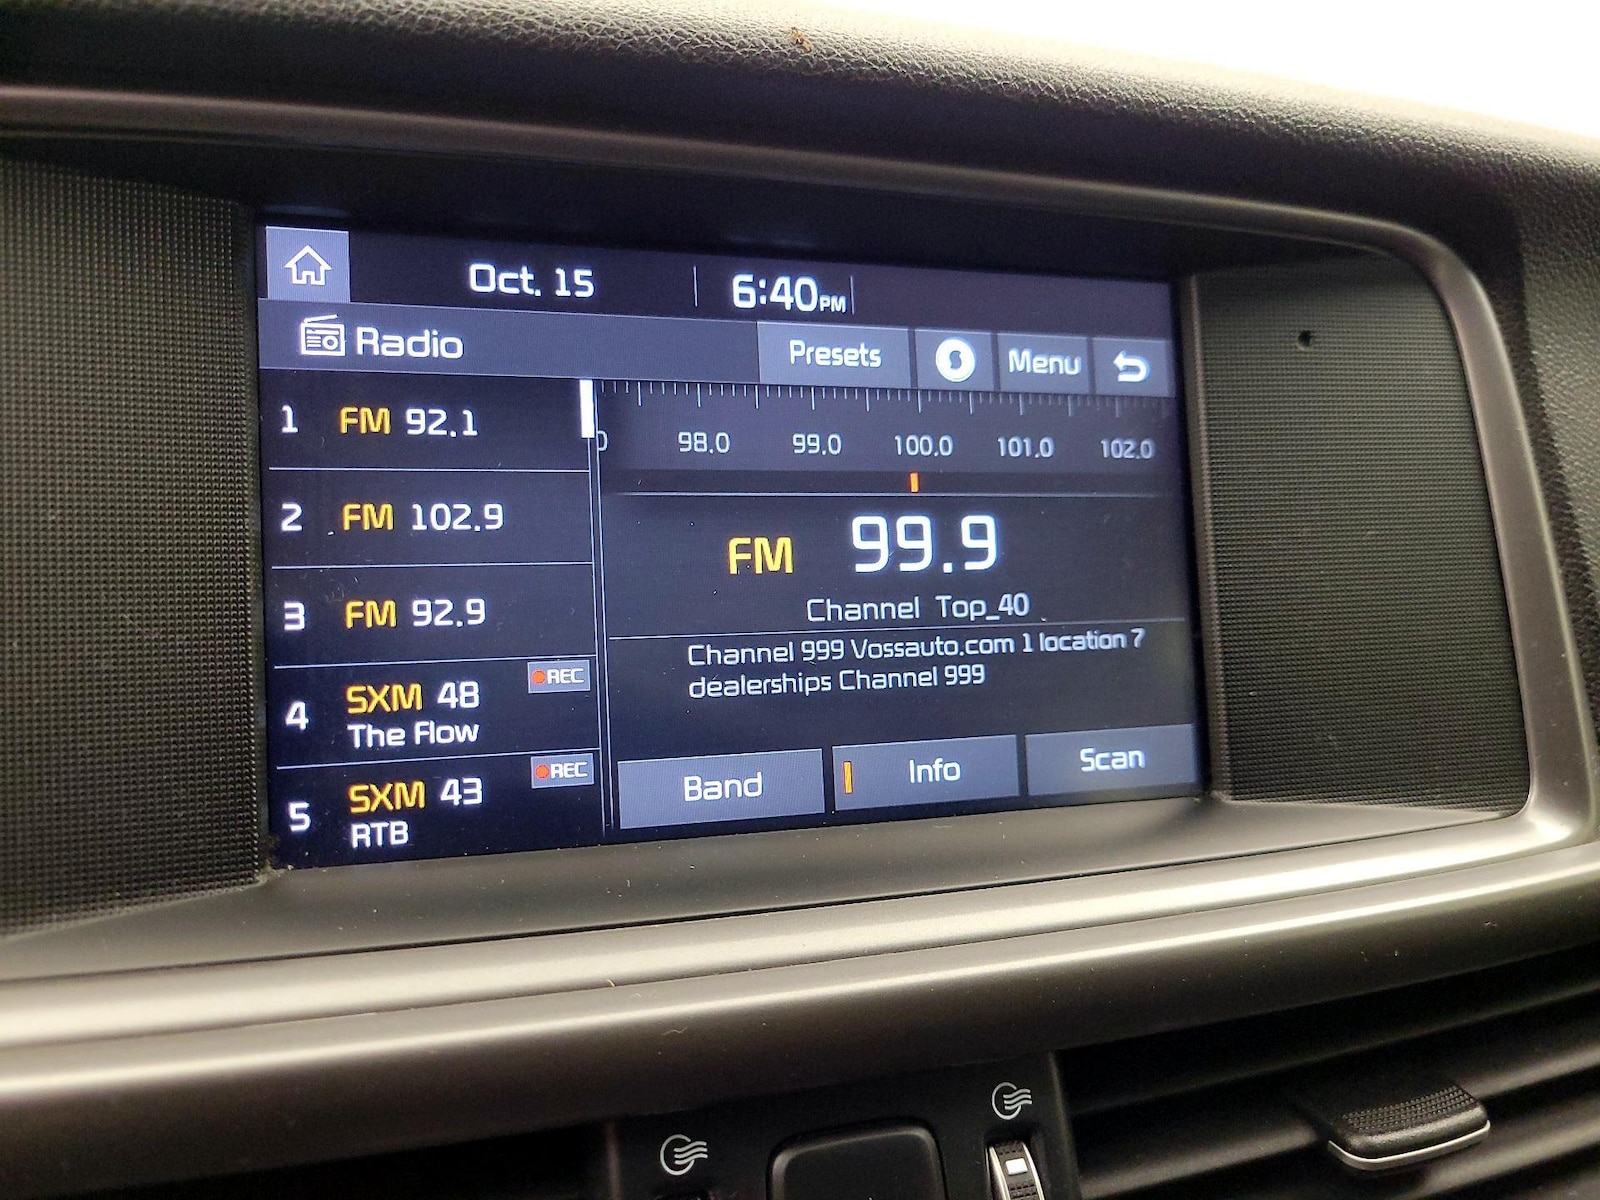 Oct. 15 6:40 PM
Radio
Presets S Menu
1 FM 92.1
2 FM 102.9
3 FM 92.9
4 SXM 48 REC
The Flow
5 SXM 43 REC
RTB
0 98.0 99.0 100.0 101.0 102.0
FM 99.9
Channel Top_40
Channel 999 Vossauto.com 1 location 7
dealerships Channel 999
Band Info Scan